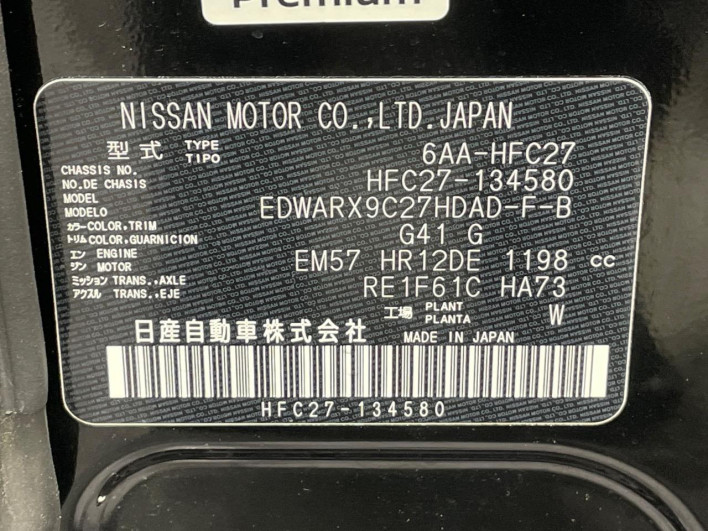 Premium
NISSAN MOTOR CO.,LTD.JAPAN
型式 TYPE TIPO 6AA-HFC27
CHASSIS NO.
NO.DE CHASIS HFC27-134580
MODEL
MODELO EDWARX9C27HDAD-F-B
カラー COLOR,TRIM
トリム COLOR,GUARNICION G41 G
エン ENGINE
ジン MOTOR EM57 HR12DE 1198 cc
ミッション TRANS.,AXLE
アクスル TRANS.,EJE RE1F61C HA73
工場 PLANT PLANTA W
日産自動車株式会社 MADE IN JAPAN
HFC27-134580